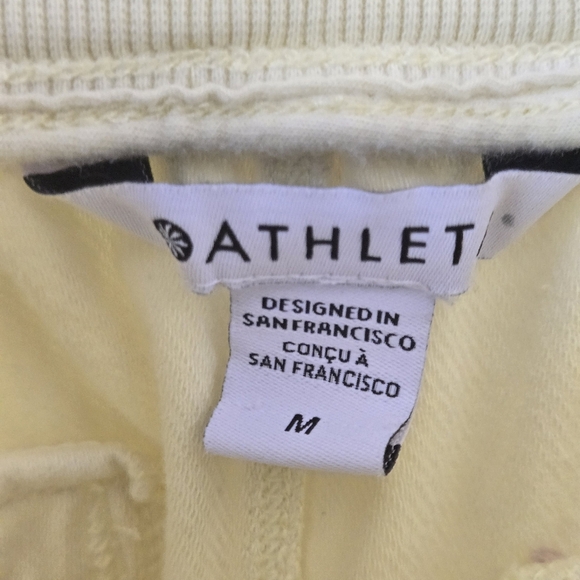 ATHLET
DESIGNED IN
SAN FRANCISCO
CONÇU À
SAN FRANCISCO
M